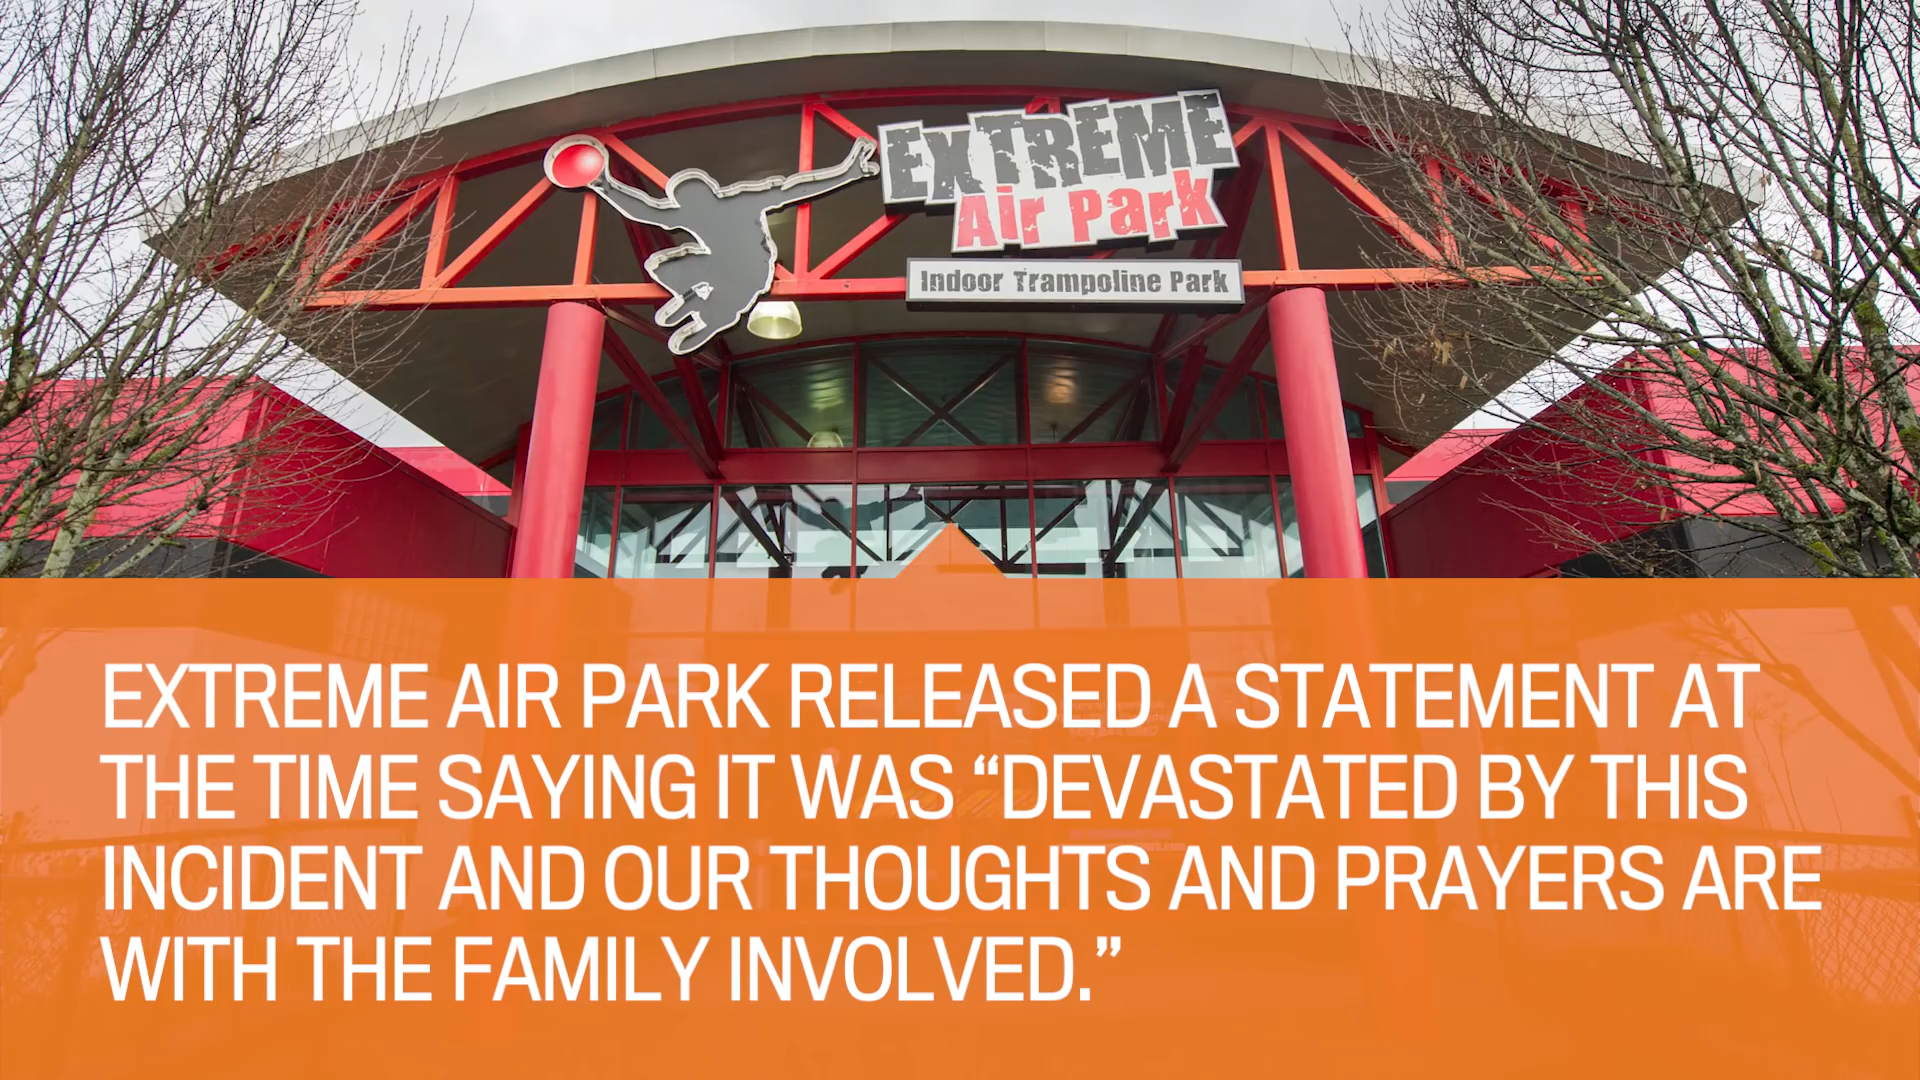 EXTREME
Air Park
Indoor Trampoline Park
EXTREME AIR PARK RELEASED A STATEMENT AT
THE TIME SAYING IT WAS “DEVASTATED BY THIS
INCIDENT AND OUR THOUGHTS AND PRAYERS ARE
WITH THE FAMILY INVOLVED.”